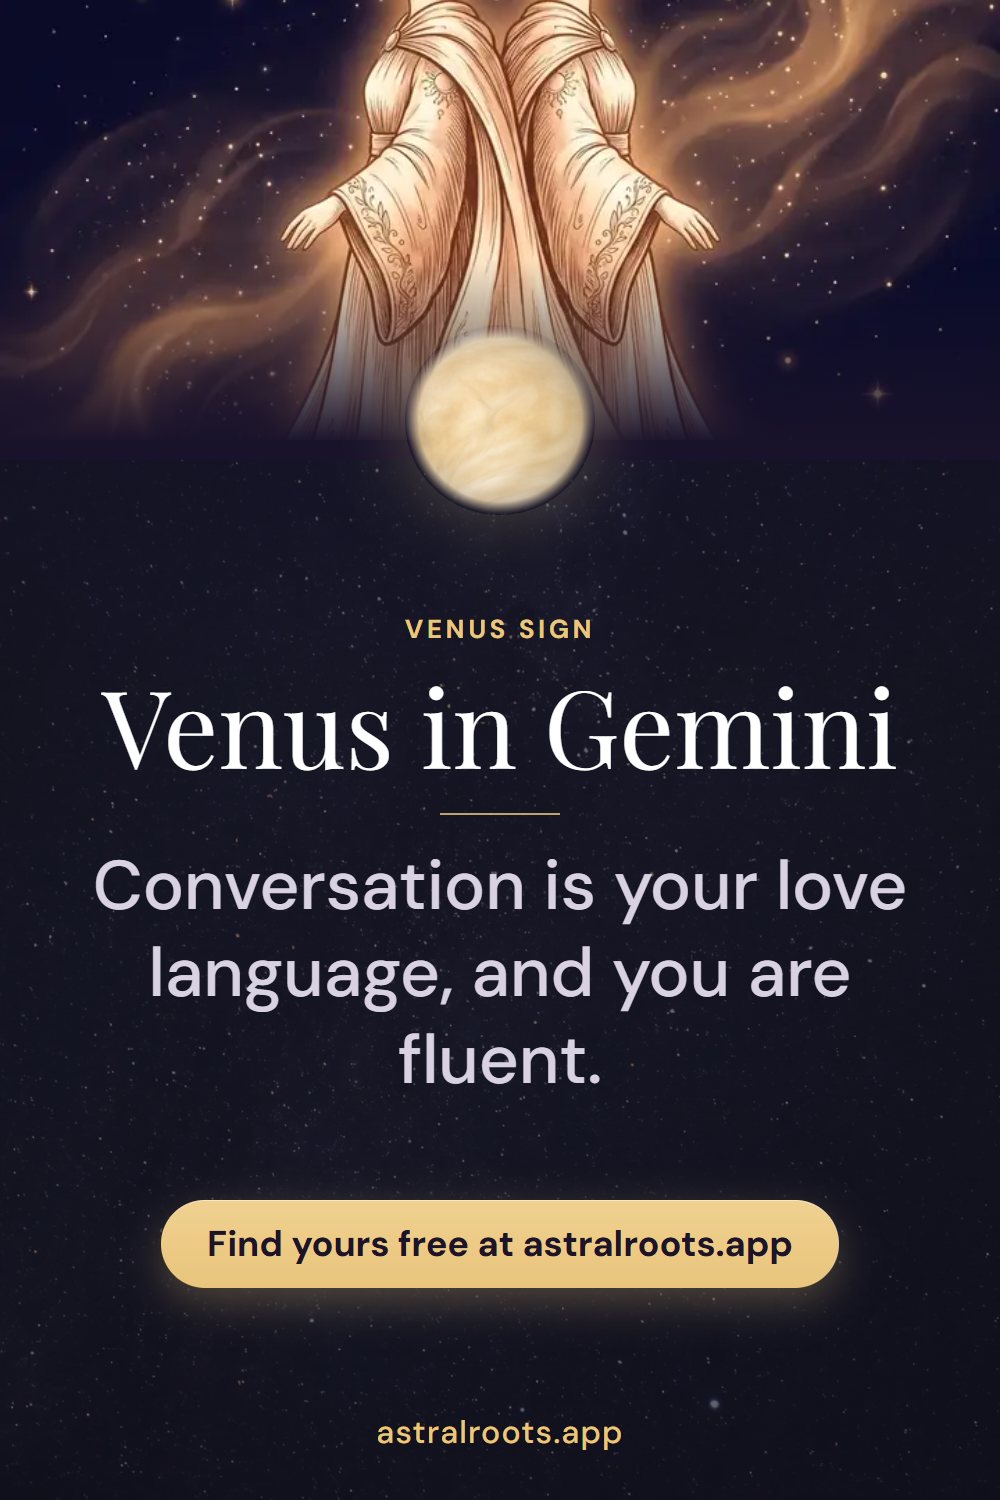 VENUS SIGN
Venus in Gemini
Conversation is your love
language, and you are
fluent.
Find yours free at astralroots.app
astralroots.app